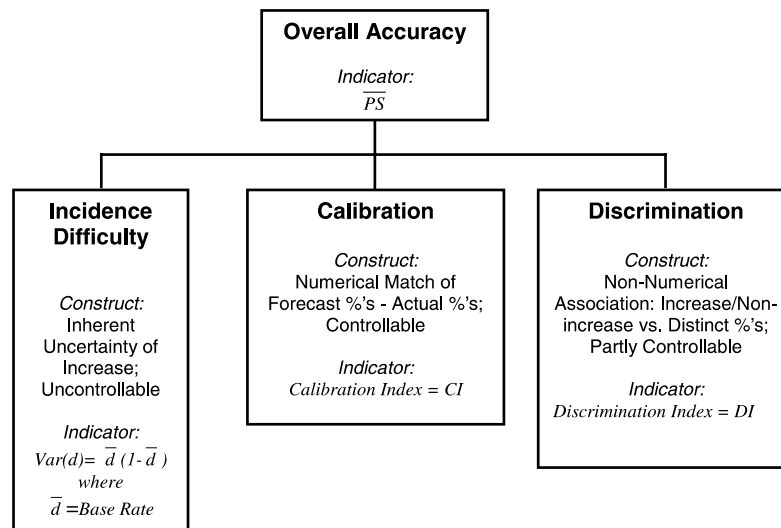 Overall Accuracy
Indicator:
PS
Incidence
Difficulty
Construct:
Inherent
Uncertainty of
Increase;
Uncontrollable
Indicator:
Var(d)= d̅ (1- d̅ )
where
d̅ =Base Rate
Calibration
Construct:
Numerical Match of
Forecast %'s - Actual %'s;
Controllable
Indicator:
Calibration Index = CI
Discrimination
Construct:
Non-Numerical
Association: Increase/Non-
increase vs. Distinct %'s;
Partly Controllable
Indicator:
Discrimination Index = DI